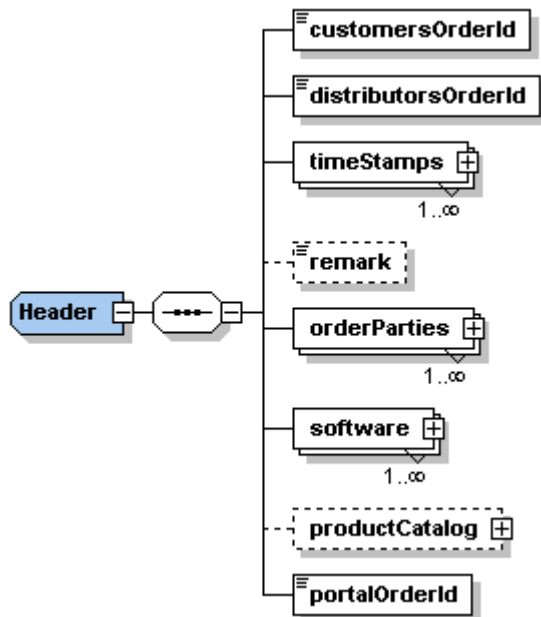 customersOrderId
distributorsOrderId
timeStamps
1..∞
remark
Header
orderParties
1..∞
software
1..∞
productCatalog
portalOrderId